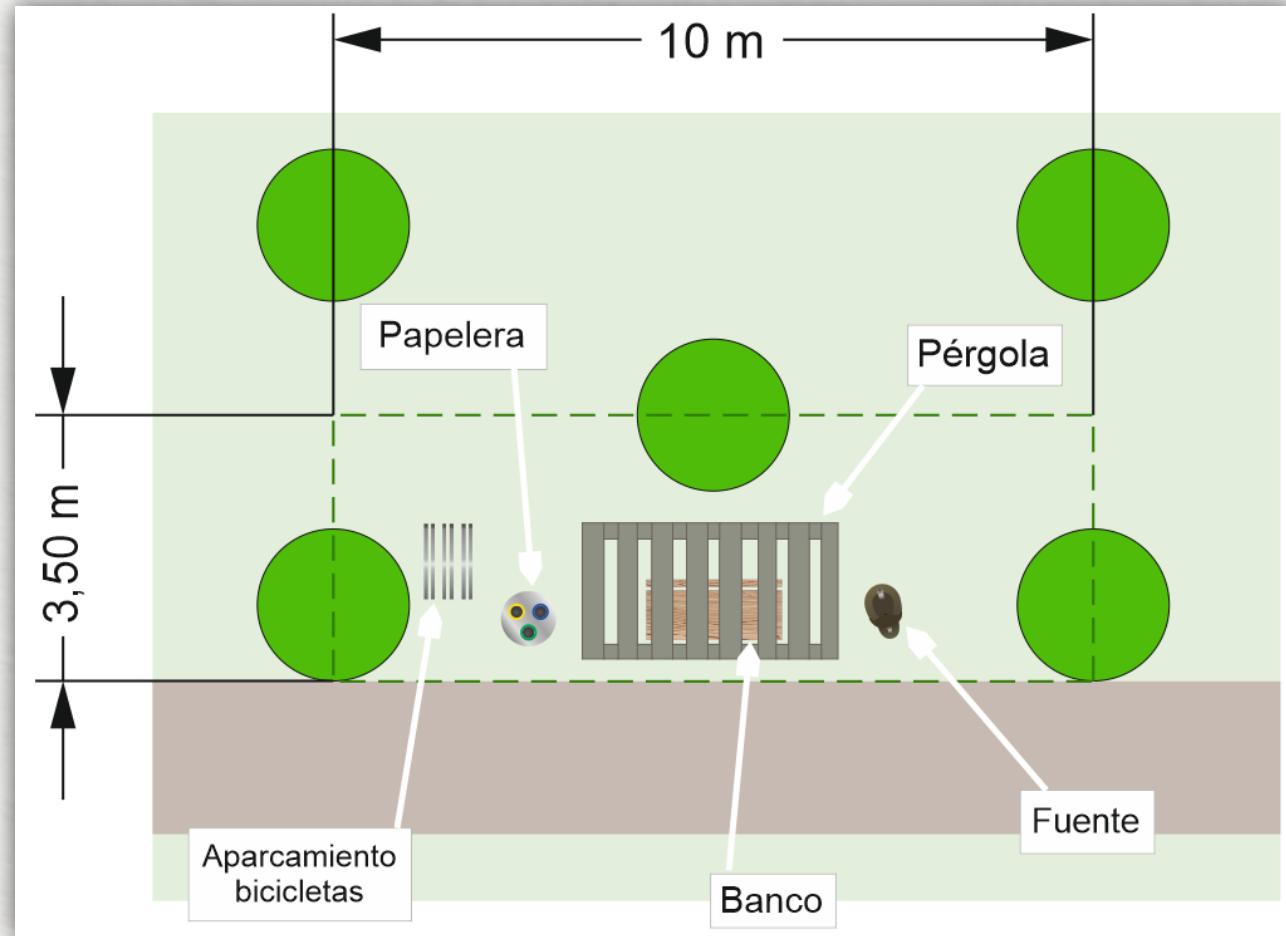 10 m
Papelera
Pérgola
3,50 m
Aparcamiento
bicicletas
Fuente
Banco